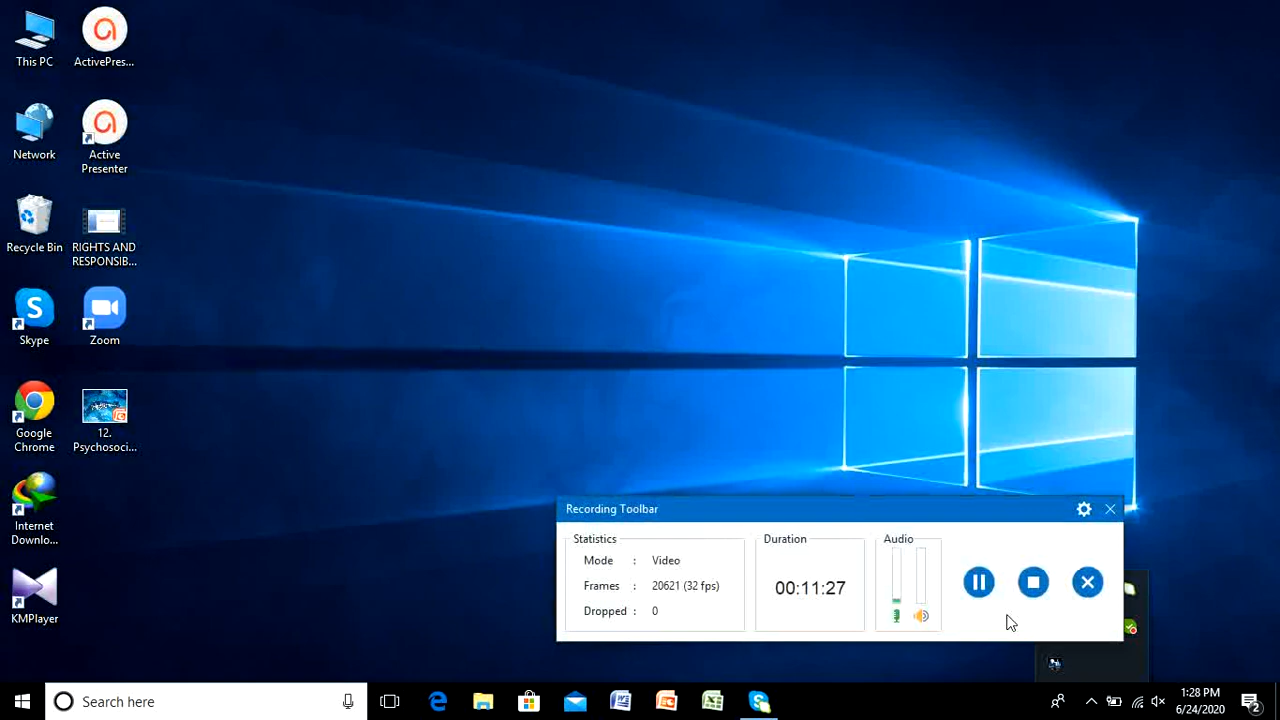 This PC
ActivePres...
Network
Active
Presenter
Recycle Bin
RIGHTS AND
RESPONSIB...
Skype
Zoom
Google
Chrome
12.
Psychosoci...
Internet
Downlo...
KMPlayer
Recording Toolbar
Statistics
Mode : Video
Frames : 20621 (32 fps)
Dropped : 0
Duration
00:11:27
Audio
Search here
1:28 PM
6/24/2020
2